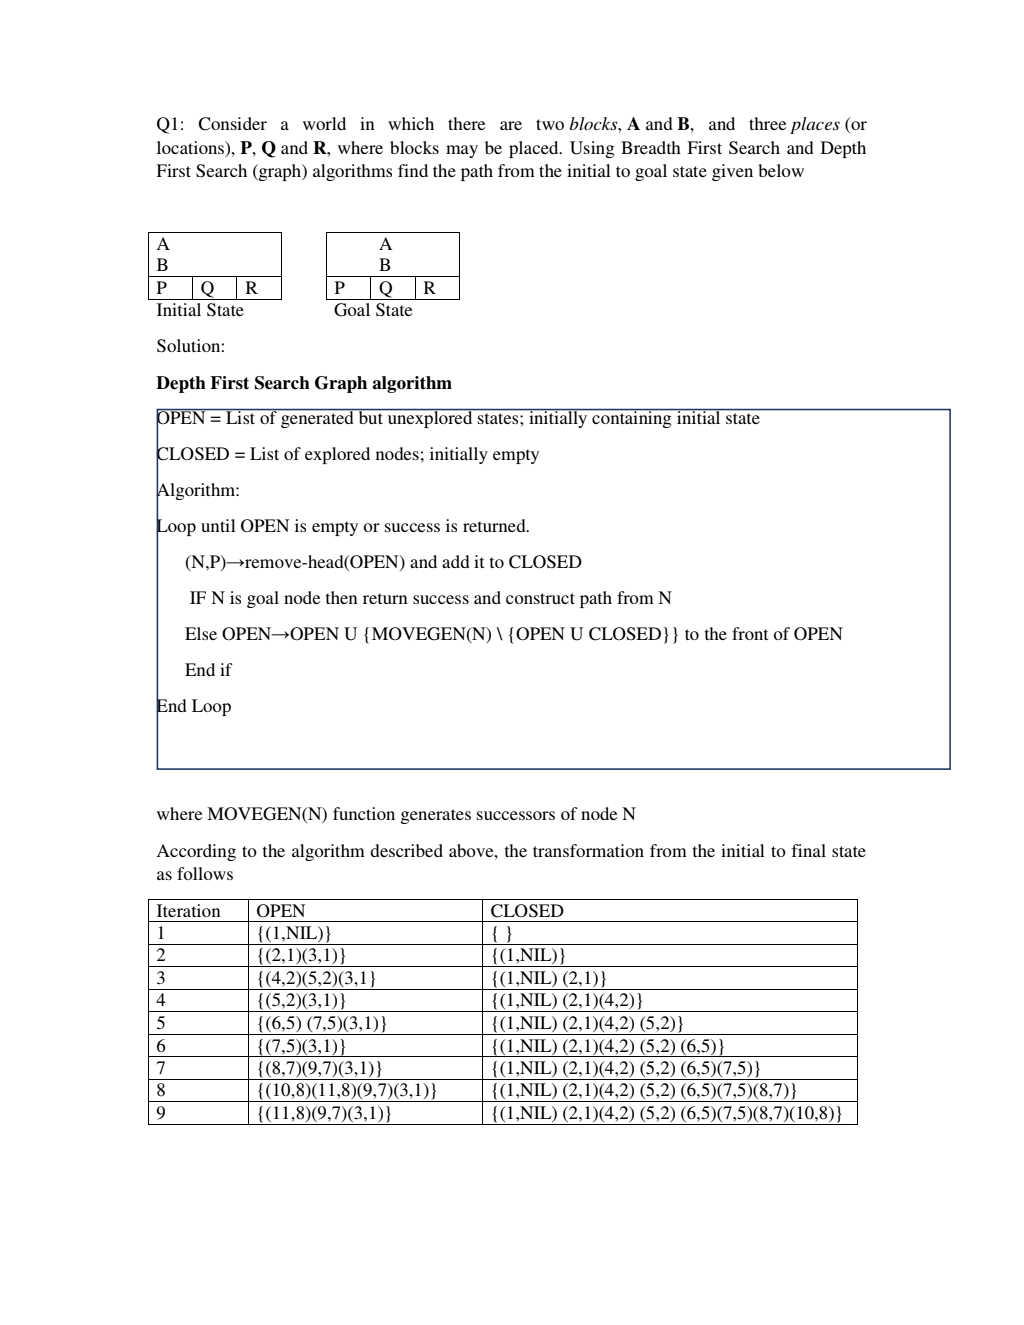 Q1: Consider a world in which there are two blocks, A and B, and three places (or
locations), P, Q and R, where blocks may be placed. Using Breadth First Search and Depth
First Search (graph) algorithms find the path from the initial to goal state given below
A A
B B
P Q R P Q R
Initial State Goal State
Solution:
Depth First Search Graph algorithm
OPEN = List of generated but unexplored states; initially containing initial state
CLOSED = List of explored nodes; initially empty
Algorithm:
Loop until OPEN is empty or success is returned.
(N,P)→remove-head(OPEN) and add it to CLOSED
IF N is goal node then return success and construct path from N
Else OPEN→OPEN U {MOVEGEN(N) \ {OPEN U CLOSED}} to the front of OPEN
End if
End Loop
where MOVEGEN(N) function generates successors of node N
According to the algorithm described above, the transformation from the initial to final state
as follows
Iteration OPEN CLOSED
1 {(1,NIL)} { }
2 {(2,1)(3,1)} {(1,NIL)}
3 {(4,2)(5,2)(3,1} {(1,NIL) (2,1)}
4 {(5,2)(3,1)} {(1,NIL) (2,1)(4,2)}
5 {(6,5) (7,5)(3,1)} {(1,NIL) (2,1)(4,2) (5,2)}
6 {(7,5)(3,1)} {(1,NIL) (2,1)(4,2) (5,2) (6,5)}
7 {(8,7)(9,7)(3,1)} {(1,NIL) (2,1)(4,2) (5,2) (6,5)(7,5)}
8 {(10,8)(11,8)(9,7)(3,1)} {(1,NIL) (2,1)(4,2) (5,2) (6,5)(7,5)(8,7)}
9 {(11,8)(9,7)(3,1)} {(1,NIL) (2,1)(4,2) (5,2) (6,5)(7,5)(8,7)(10,8)}